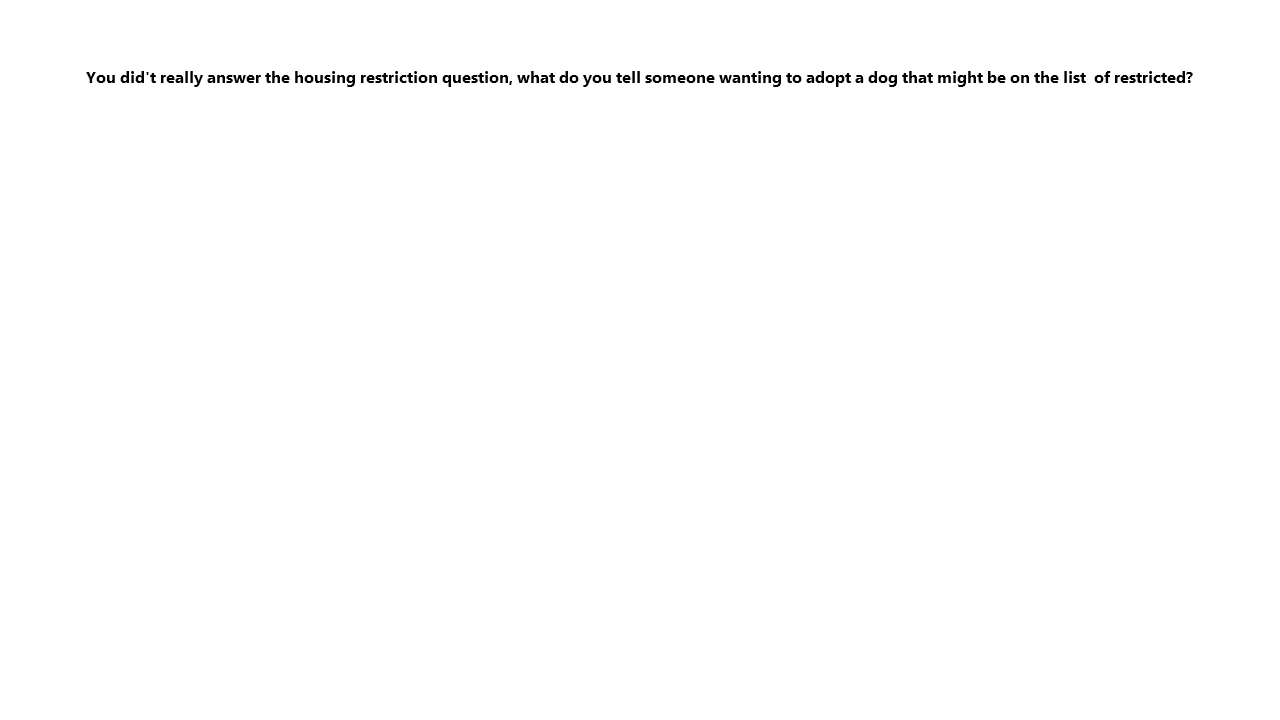 You did't really answer the housing restriction question, what do you tell someone wanting to adopt a dog that might be on the list  of restricted?